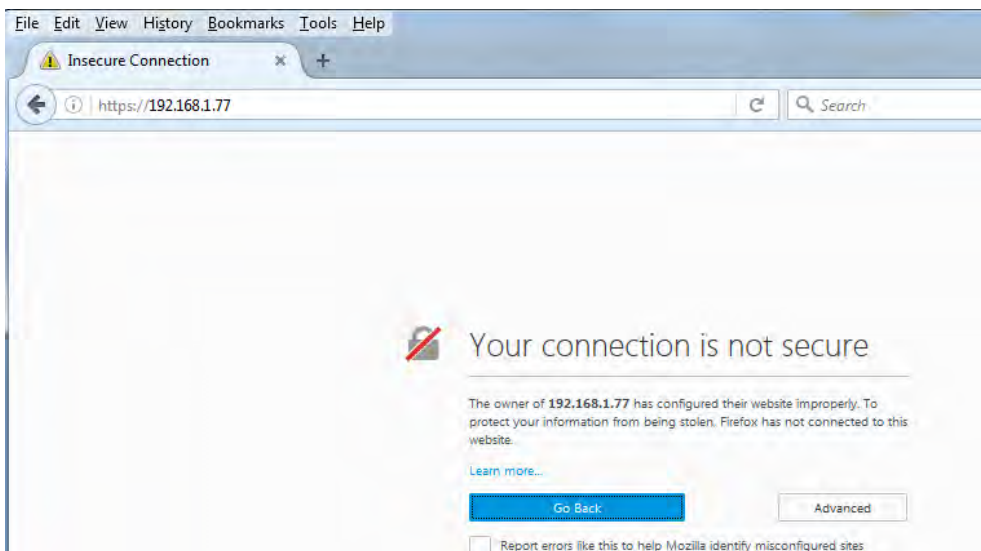 File Edit View History Bookmarks Tools Help
Insecure Connection
https://192.168.1.77
Search
Your connection is not secure
The owner of 192.168.1.77 has configured their website improperly. To
protect your information from being stolen, Firefox has not connected to this
website.
Learn more...
Go Back Advanced
Report errors like this to help Mozilla identify misconfigured sites